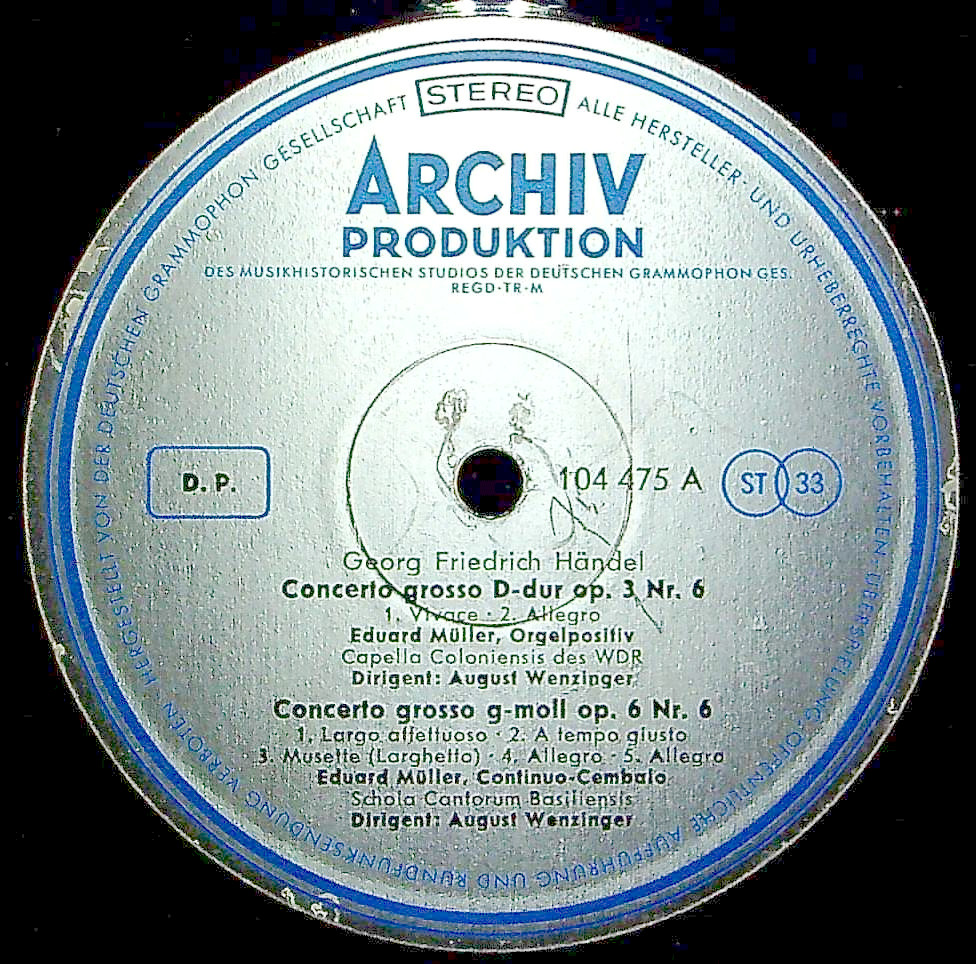 HERGESTELLT VON DER DEUTSCHEN GRAMMOPHON GESELLSCHAFT
STEREO
ALLE HERSTELLER- UND URHEBERRECHTE VORBEHALTEN · ÜBERSPIELUNG, ÖFFENTLICHE AUFFÜHRUNG UND RUNDFUNKSENDUNG VERBOTEN
ARCHIV
PRODUKTION
DES MUSIKHISTORISCHEN STUDIOS DER DEUTSCHEN GRAMMOPHON GES.
REGD·TR·M
D. P.
104 475 A
ST 33
Georg Friedrich Händel
Concerto grosso D-dur op. 3 Nr. 6
1. Vivace · 2. Allegro
Eduard Müller, Orgelpositiv
Capella Coloniensis des WDR
Dirigent: August Wenzinger
Concerto grosso g-moll op. 6 Nr. 6
1. Largo affettuoso · 2. A tempo giusto
3. Musette (Larghetto) · 4. Allegro · 5. Allegro
Eduard Müller, Continuo-Cembalo
Schola Cantorum Basiliensis
Dirigent: August Wenzinger